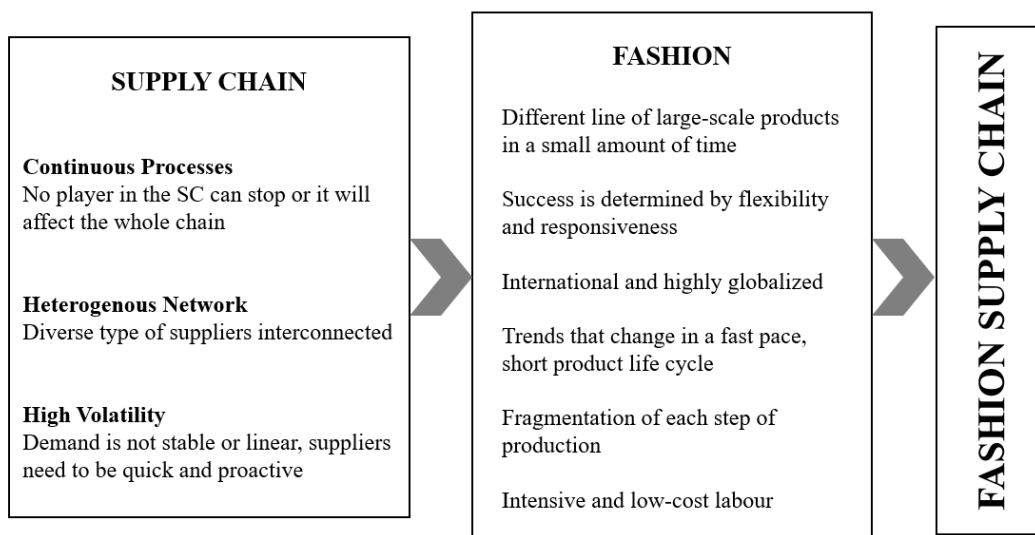 SUPPLY CHAIN
Continuous Processes
No player in the SC can stop or it will
affect the whole chain
Heterogenous Network
Diverse type of suppliers interconnected
High Volatility
Demand is not stable or linear, suppliers
need to be quick and proactive
FASHION
Different line of large-scale products
in a small amount of time
Success is determined by flexibility
and responsiveness
International and highly globalized
Trends that change in a fast pace,
short product life cycle
Fragmentation of each step of
production
Intensive and low-cost labour
FASHION SUPPLY CHAIN